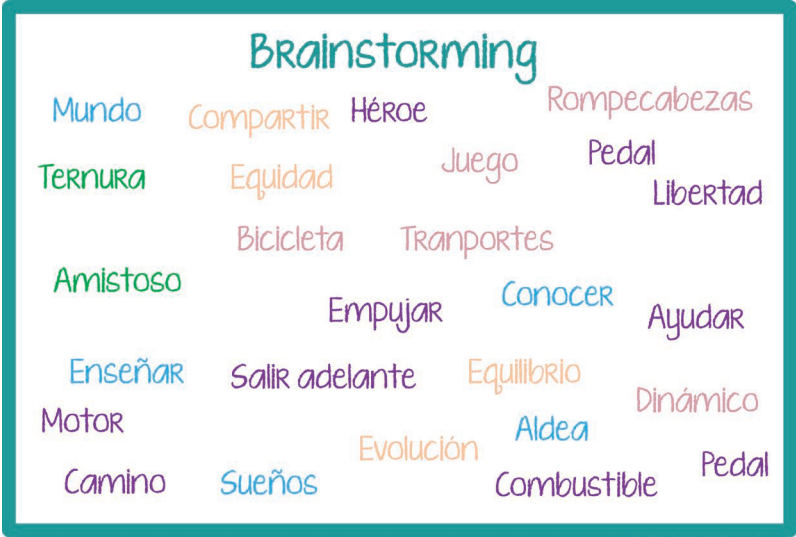 Brainstorming
Mundo Compartir Héroe Rompecabezas
Ternura Equidad Juego Pedal
Libertad
Bicicleta Tranportes
Amistoso Empujar Conocer Ayudar
Enseñar Salir adelante Equilibrio
Dinámico
Motor Evolución Aldea
Camino Sueños Combustible Pedal